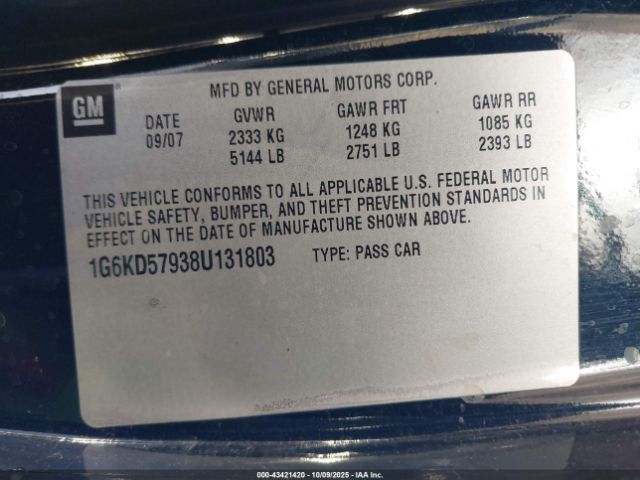 MFD BY GENERAL MOTORS CORP.
GM
DATE GVWR GAWR FRT GAWR RR
09/07 2333 KG 1248 KG 1085 KG
5144 LB 2751 LB 2393 LB
THIS VEHICLE CONFORMS TO ALL APPLICABLE U.S. FEDERAL MOTOR
VEHICLE SAFETY, BUMPER, AND THEFT PREVENTION STANDARDS IN
EFFECT ON THE DATE OF MANUFACTURE SHOWN ABOVE.
1G6KD57938U131803 TYPE: PASS CAR
000-43421420 | 10/09/2025 | IAA Inc.